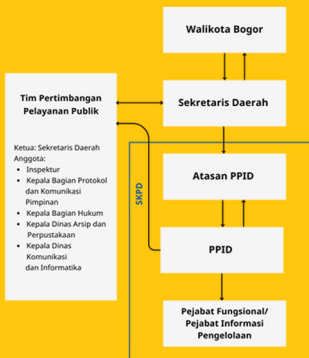 Walikota Bogor
Sekretaris Daerah
Tim Pertimbangan
Pelayanan Publik
Ketua: Sekretaris Daerah
Anggota:
• Inspektur
• Kepala Bagian Protokol
dan Komunikasi
Pimpinan
• Kepala Bagian Hukum
• Kepala Dinas Arsip dan
Perpustakaan
• Kepala Dinas
Komunikasi
dan Informatika
SKPD
Atasan PPID
PPID
Pejabat Fungsional/
Pejabat Informasi
Pengelolaan